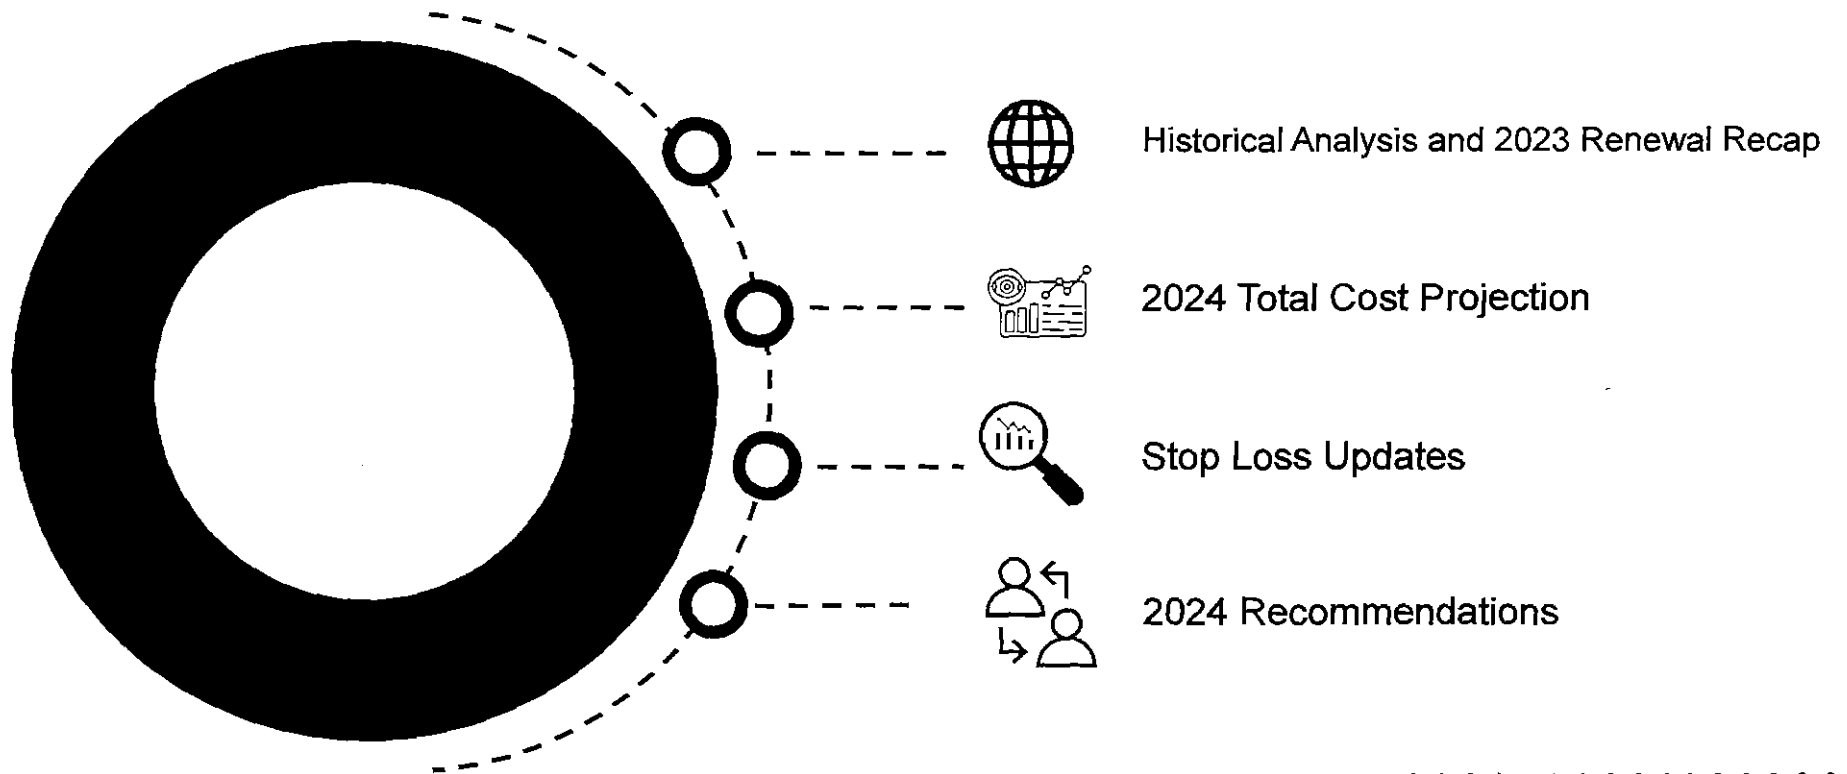 Historical Analysis and 2023 Renewal Recap
2024 Total Cost Projection
Stop Loss Updates
2024 Recommendations